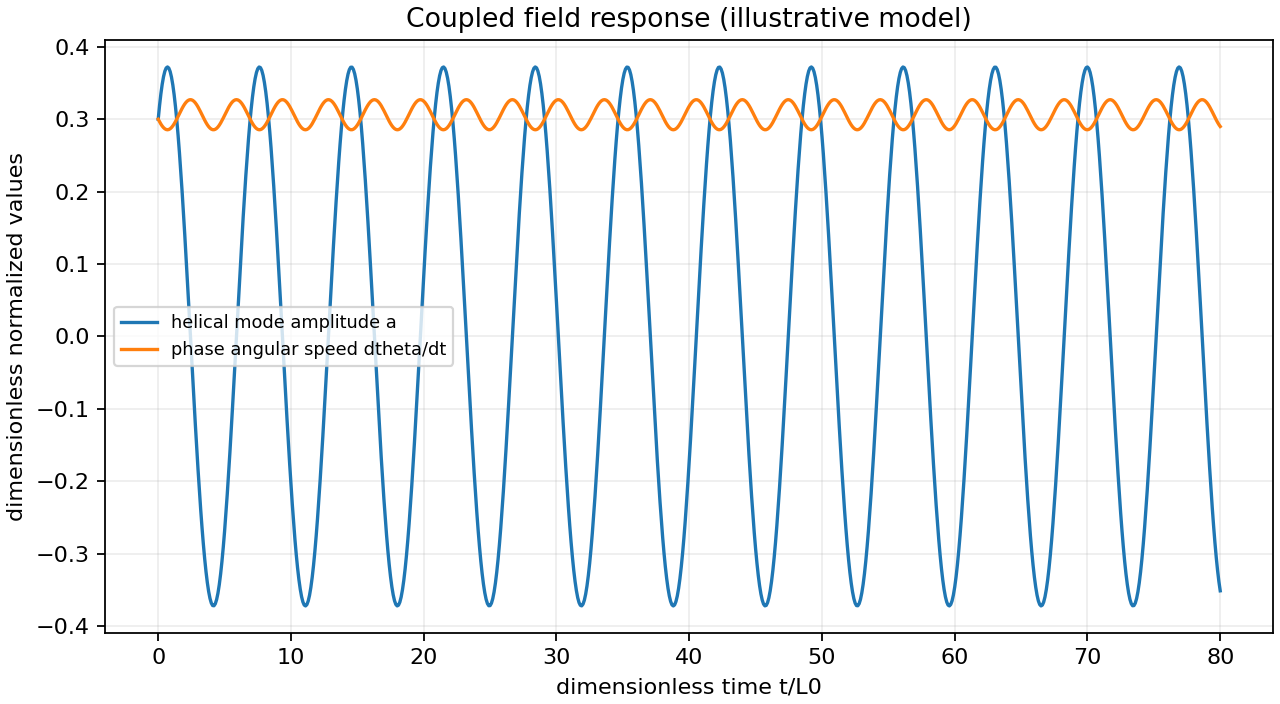 Coupled field response (illustrative model)
dimensionless normalized values
0.4
0.3
0.2
0.1
0.0
−0.1
−0.2
−0.3
−0.4
helical mode amplitude a
phase angular speed dtheta/dt
0 10 20 30 40 50 60 70 80
dimensionless time t/L0